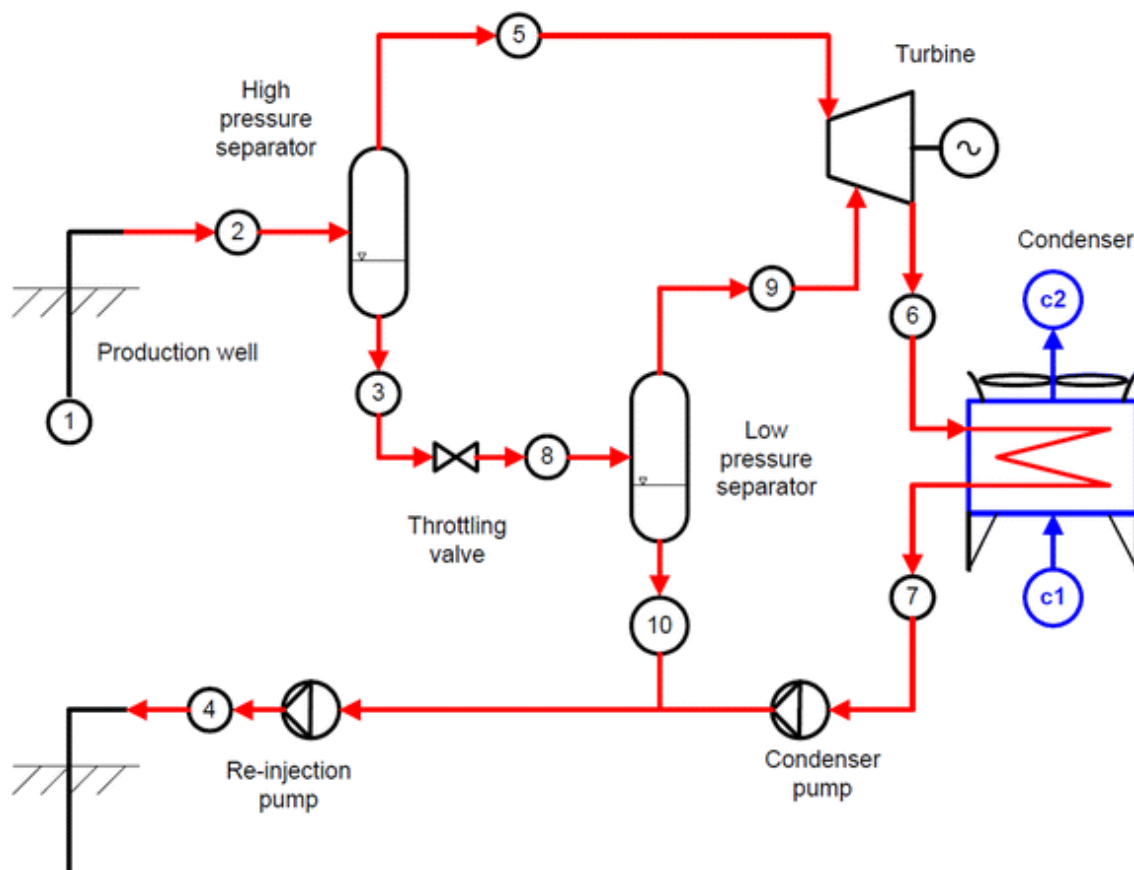 5
Turbine
High
pressure
separator
2
Condenser
9
c2
6
Production well
3
1
8
Low
pressure
separator
Throttling
valve
7
c1
10
4
Re-injection
pump
Condenser
pump